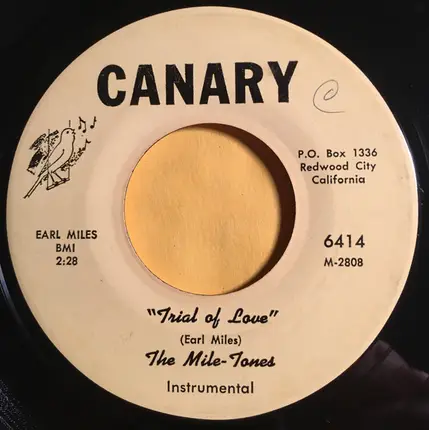 CANARY
C
P.O. Box 1336
Redwood City
California
EARL MILES
BMI
2:28
6414
M-2808
"Trial of Love"
(Earl Miles)
The Mile-Tones
Instrumental